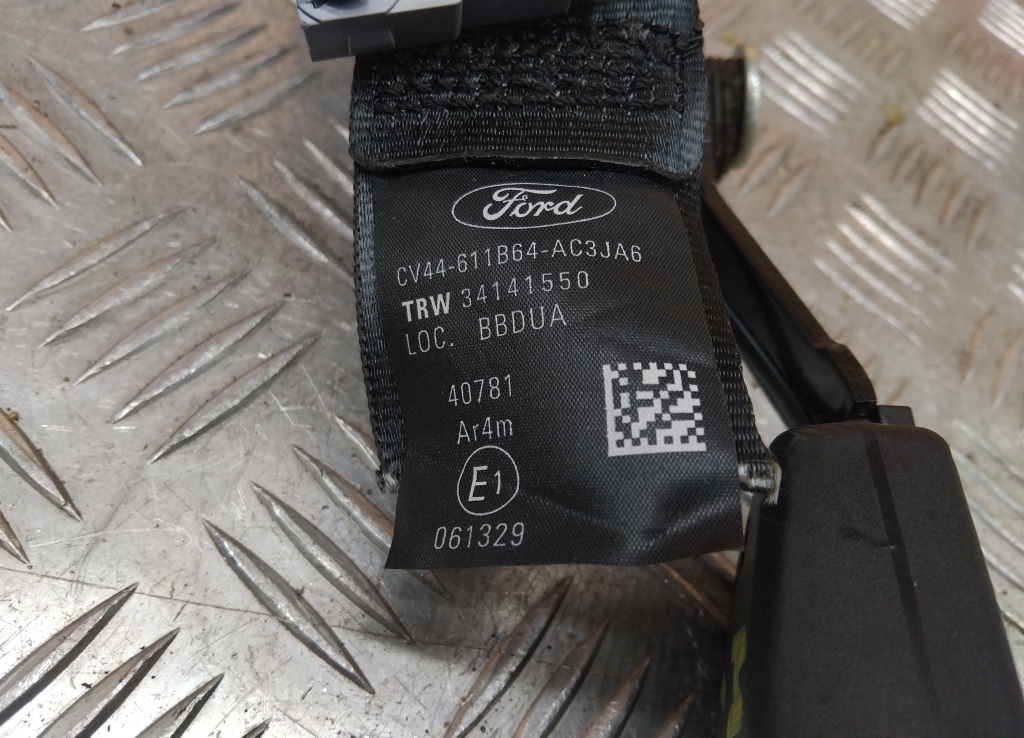 Ford
CV44-611B64-AC3JA6
TRW 34141550
LOC. BBDUA
40781
Ar4m
E1
061329